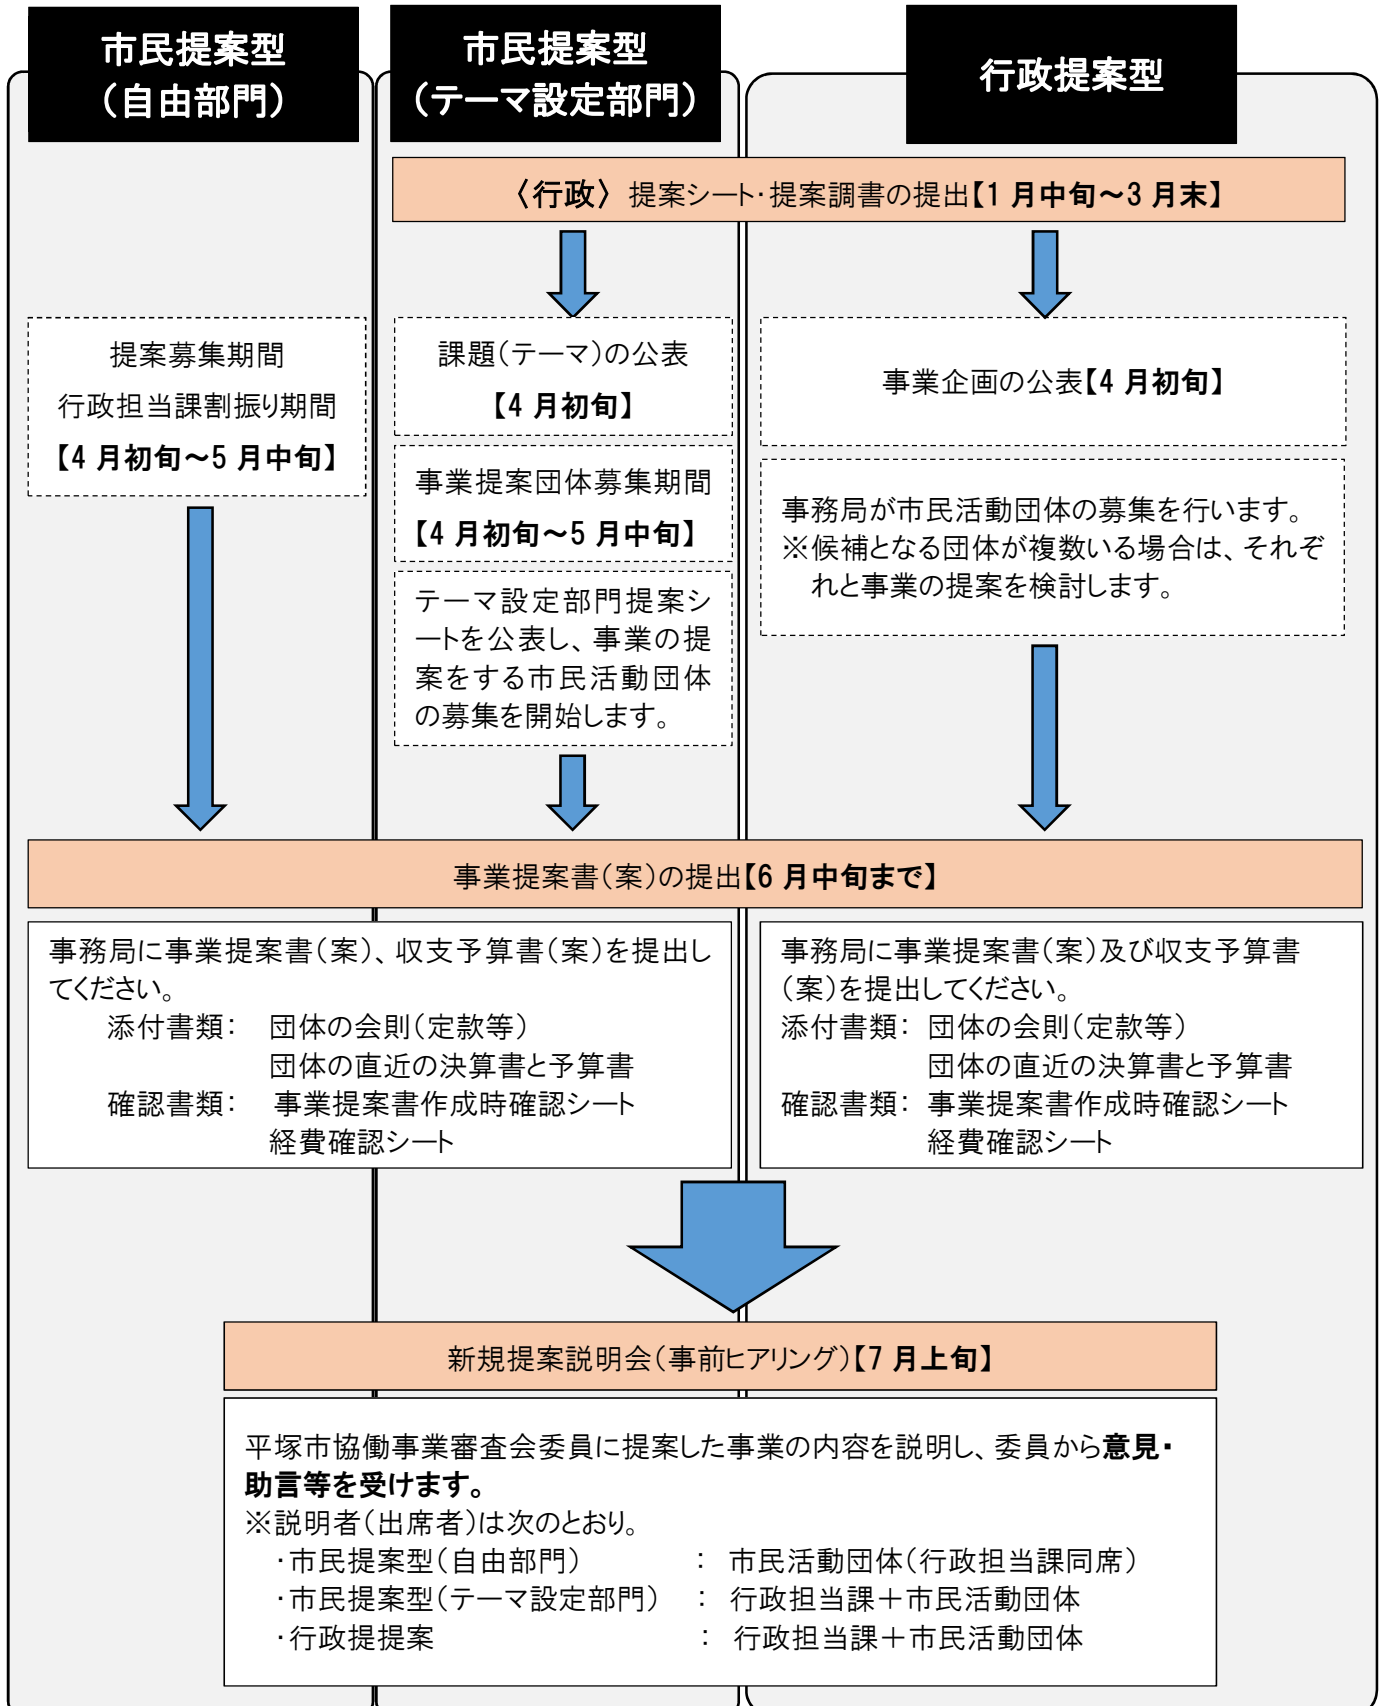 市民提案型
（自由部門）
市民提案型
（テーマ設定部門）
行政提案型
〈行政〉 提案シート・提案調書の提出【1 月中旬～3 月末】
提案募集期間
行政担当課割振り期間
【4 月初旬～5 月中旬】
課題（テーマ）の公表
【4 月初旬】
事業提案団体募集期間
【4 月初旬～5 月中旬】
テーマ設定部門提案シ
ートを公表し、事業の提
案をする市民活動団体
の募集を開始します。
事業企画の公表【4 月初旬】
事務局が市民活動団体の募集を行います。
※候補となる団体が複数いる場合は、それぞ
れと事業の提案を検討します。
事業提案書（案）の提出【6 月中旬まで】
事務局に事業提案書（案）、収支予算書（案）を提出し
てください。
添付書類： 団体の会則（定款等）
団体の直近の決算書と予算書
確認書類： 事業提案書作成時確認シート
経費確認シート
事務局に事業提案書（案）及び収支予算書
（案）を提出してください。
添付書類： 団体の会則（定款等）
団体の直近の決算書と予算書
確認書類： 事業提案書作成時確認シート
経費確認シート
新規提案説明会（事前ヒアリング）【7 月上旬】
平塚市協働事業審査会委員に提案した事業の内容を説明し、委員から意見・
助言等を受けます。
※説明者（出席者）は次のとおり。
・市民提案型（自由部門） ： 市民活動団体（行政担当課同席）
・市民提案型（テーマ設定部門） ： 行政担当課＋市民活動団体
・行政提提案 ： 行政担当課＋市民活動団体